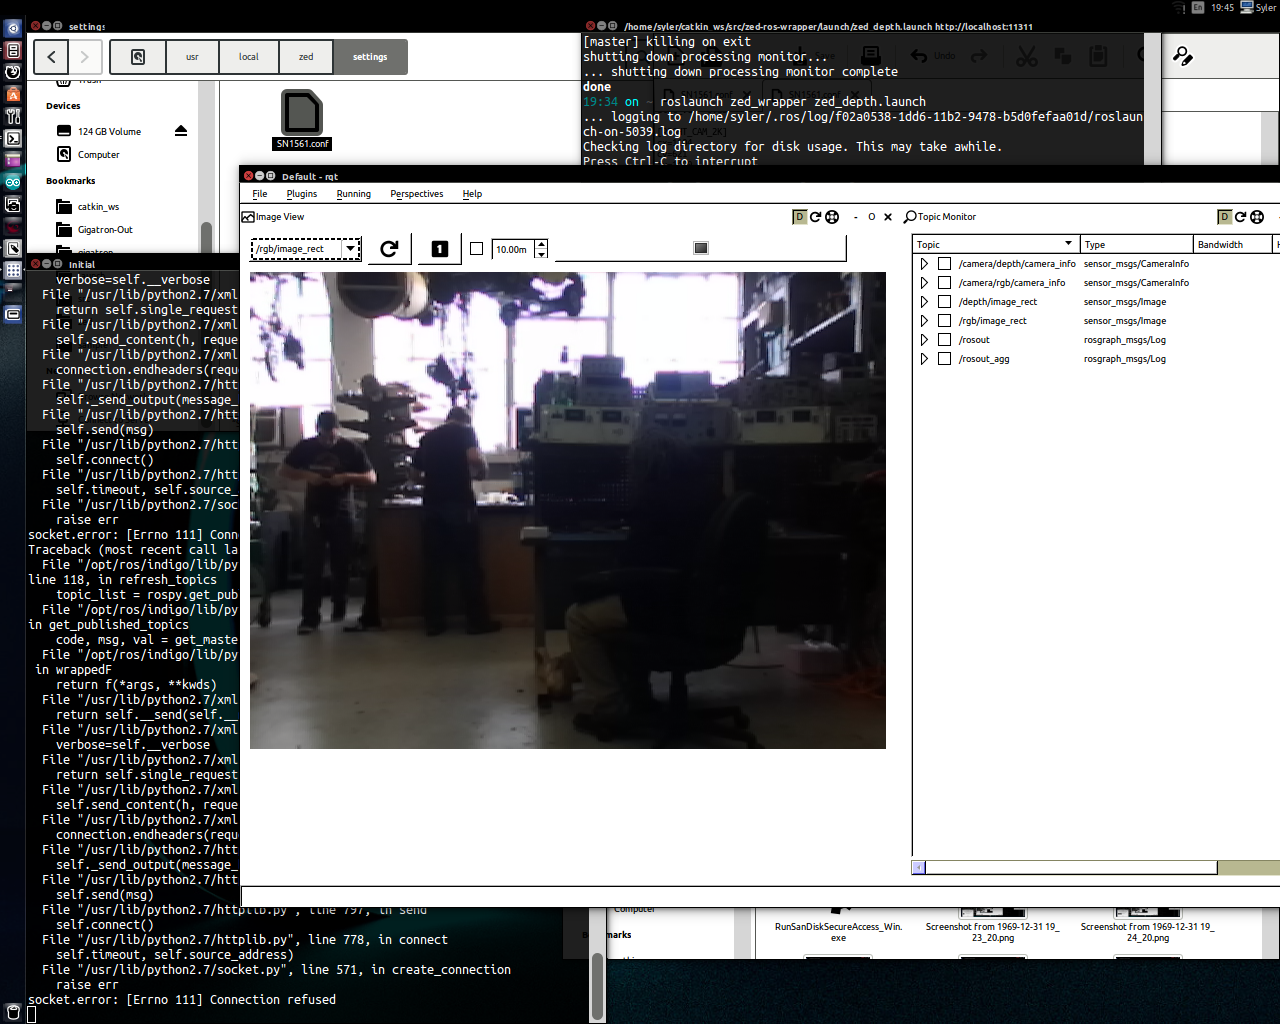 En
19:45
Syler
settings
/home/syler/catkin_ws/src/zed-ros-wrapper/launch/zed_depth.launch http://localhost:11311
usr
local
zed
settings
Devices
124 GB Volume
Computer
Bookmarks
catkin_ws
Gigatron-Out
SN1561.conf
[master] killing on exit
shutting down processing monitor...
... shutting down processing monitor complete
done
19:34 on ~ roslaunch zed_wrapper zed_depth.launch
... logging to /home/syler/.ros/log/f02a0538-1dd6-11b2-9478-b5d0fefaa01d/roslaun
ch-on-5039.log
Checking log directory for disk usage. This may take awhile.
Press Ctrl-C to interrupt
Undo
Default - rqt
File
Plugins
Running
Perspectives
Help
Image View
D
- O
Topic Monitor
D
/rgb/image_rect
1
10.00m
Topic
Type
Bandwidth
/camera/depth/camera_info sensor_msgs/CameraInfo
/camera/rgb/camera_info sensor_msgs/CameraInfo
/depth/image_rect sensor_msgs/Image
/rgb/image_rect sensor_msgs/Image
/rosout rosgraph_msgs/Log
/rosout_agg rosgraph_msgs/Log
Initial
verbose=self.__verbose
File "/usr/lib/python2.7/xml
return self.single_request
File "/usr/lib/python2.7/xml
self.send_content(h, reque
File "/usr/lib/python2.7/xml
connection.endheaders(requ
File "/usr/lib/python2.7/htt
self._send_output(message_
File "/usr/lib/python2.7/htt
self.send(msg)
File "/usr/lib/python2.7/htt
self.connect()
File "/usr/lib/python2.7/htt
self.timeout, self.source_
File "/usr/lib/python2.7/soc
raise err
socket.error: [Errno 111] Conn
Traceback (most recent call la
File "/opt/ros/indigo/lib/py
line 118, in refresh_topics
topic_list = rospy.get_pub
File "/opt/ros/indigo/lib/py
in get_published_topics
code, msg, val = get_maste
File "/opt/ros/indigo/lib/py
in wrappedF
return f(*args, **kwds)
File "/usr/lib/python2.7/xml
return self.__send(self.__
File "/usr/lib/python2.7/xml
verbose=self.__verbose
File "/usr/lib/python2.7/xml
return self.single_request
File "/usr/lib/python2.7/xml
self.send_content(h, reque
File "/usr/lib/python2.7/xml
connection.endheaders(requ
File "/usr/lib/python2.7/htt
self._send_output(message_
File "/usr/lib/python2.7/htt
self.send(msg)
File "/usr/lib/python2.7/httplib.py", line 797, in send
self.connect()
File "/usr/lib/python2.7/httplib.py", line 778, in connect
self.timeout, self.source_address)
File "/usr/lib/python2.7/socket.py", line 571, in create_connection
raise err
socket.error: [Errno 111] Connection refused
Computer
marks
RunSanDiskSecureAccess_Win.
exe
Screenshot from 1969-12-31 19_
23_20.png
Screenshot from 1969-12-31 19_
24_20.png